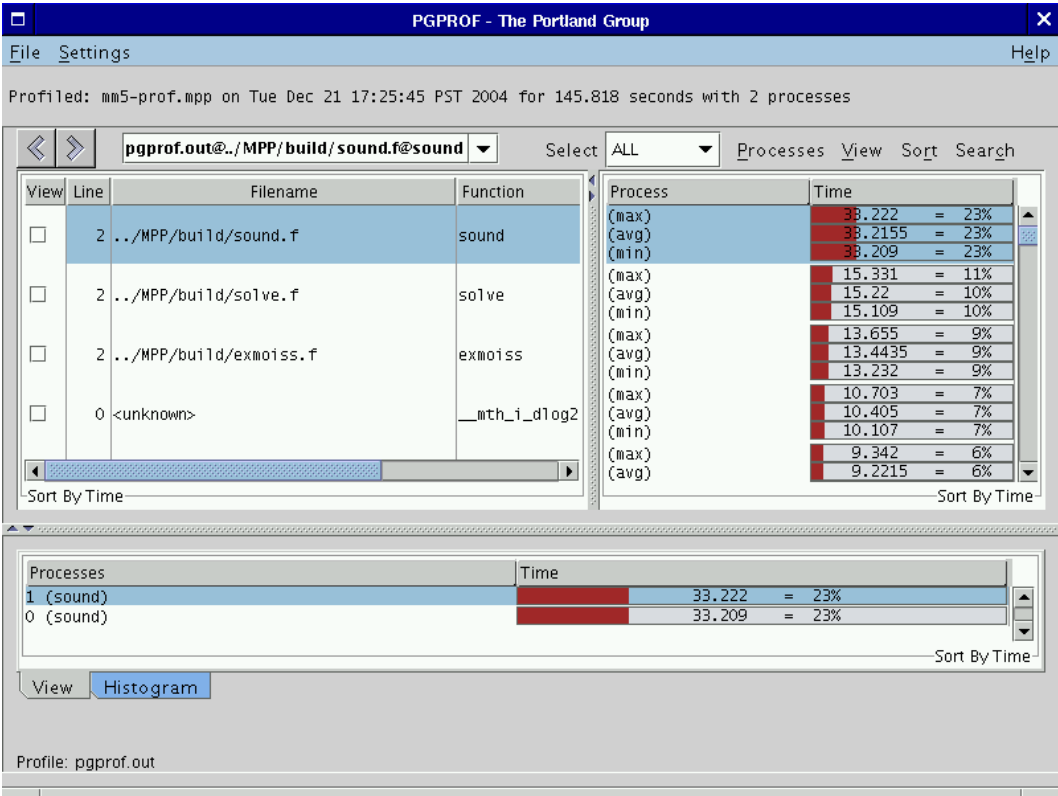 PGPROF - The Portland Group
File Settings Help
Profiled: mm5-prof.mpp on Tue Dec 21 17:25:45 PST 2004 for 145.818 seconds with 2 processes
pgprof.out@../MPP/build/sound.f@sound Select ALL Processes View Sort Search
View Line Filename Function
2 ../MPP/build/sound.f sound
2 ../MPP/build/solve.f solve
2 ../MPP/build/exmoiss.f exmoiss
0 <unknown> __mth_i_dlog2
Sort By Time
Process Time
(max) 33.222 = 23%
(avg) 33.2155 = 23%
(min) 33.209 = 23%
(max) 15.331 = 11%
(avg) 15.22 = 10%
(min) 15.109 = 10%
(max) 13.655 = 9%
(avg) 13.4435 = 9%
(min) 13.232 = 9%
(max) 10.703 = 7%
(avg) 10.405 = 7%
(min) 10.107 = 7%
(max) 9.342 = 6%
(avg) 9.2215 = 6%
Sort By Time
Processes Time
1 (sound) 33.222 = 23%
0 (sound) 33.209 = 23%
Sort By Time
View Histogram
Profile: pgprof.out